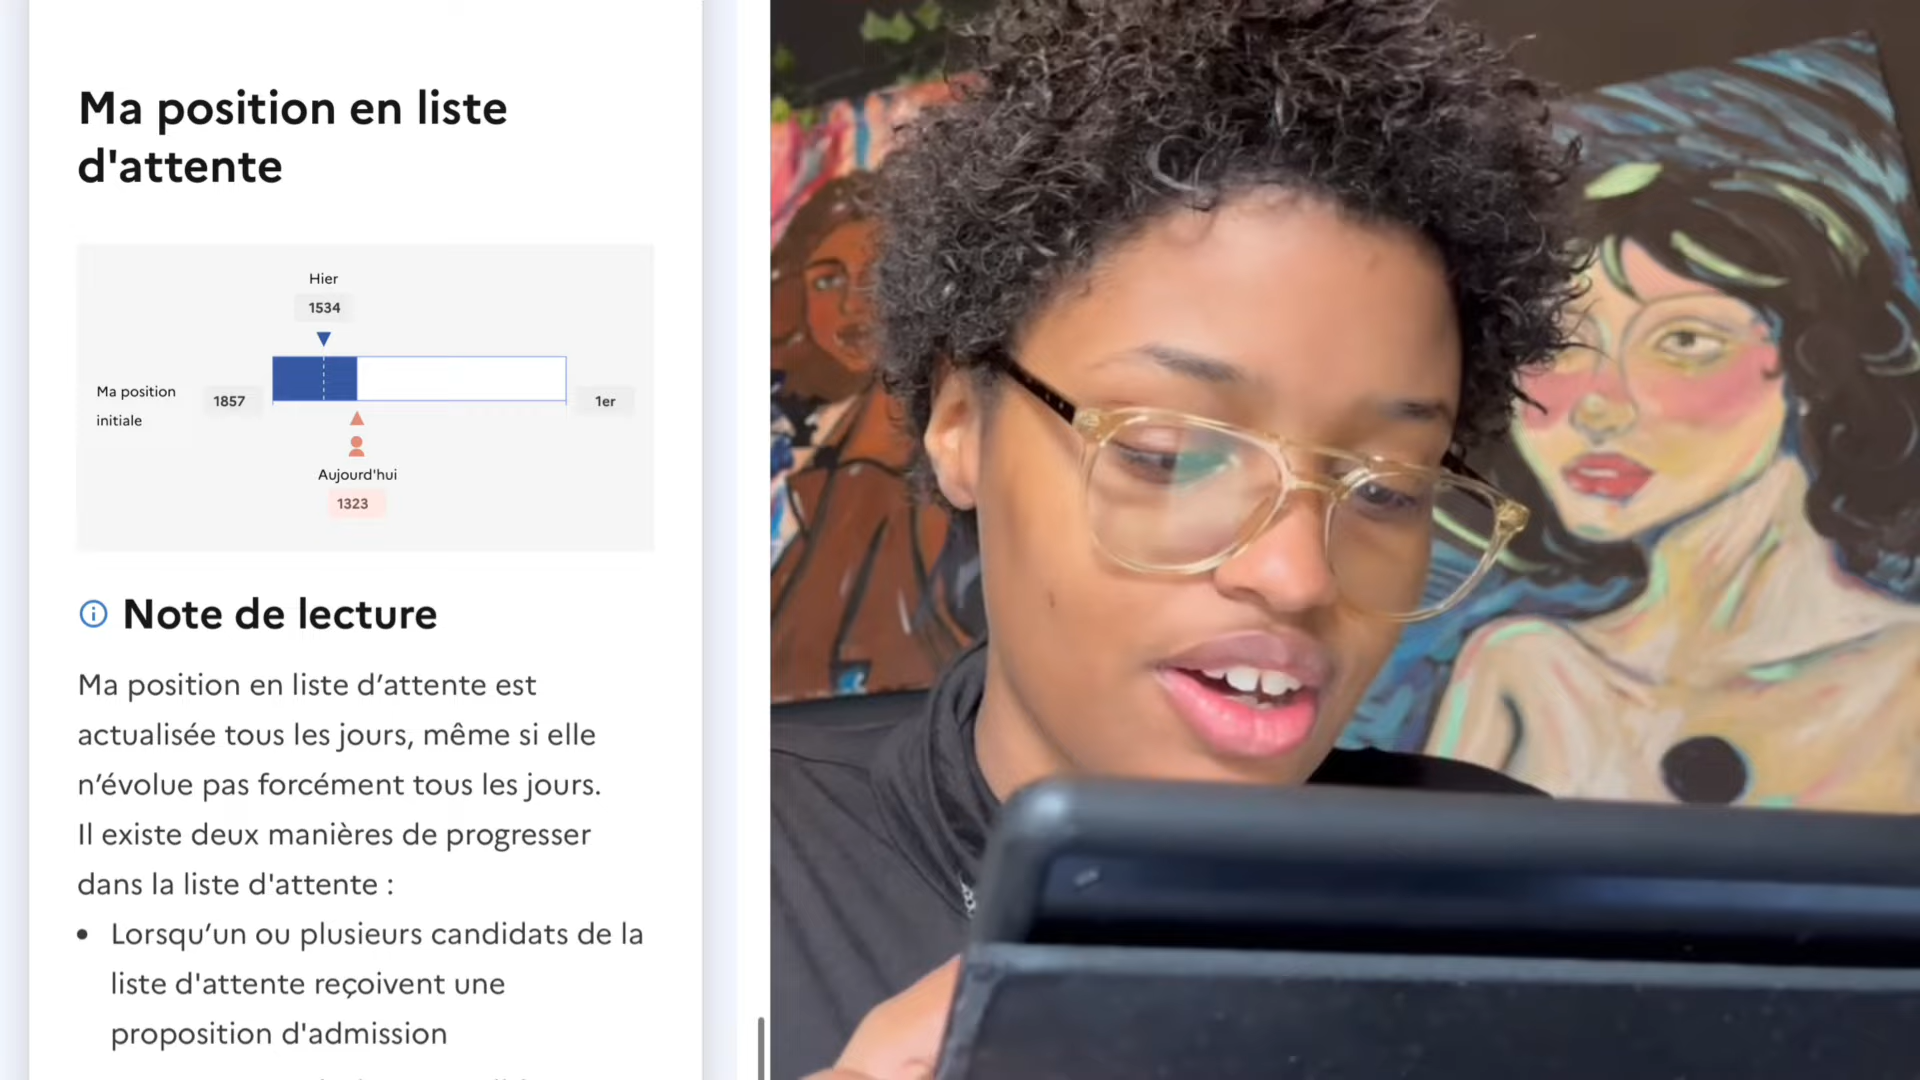 Ma position en liste
d'attente
Hier
1534
Ma position
initiale
1857
1er
Aujourd'hui
1323
Note de lecture
Ma position en liste d’attente est
actualisée tous les jours, même si elle
n’évolue pas forcément tous les jours.
Il existe deux manières de progresser
dans la liste d'attente :
• Lorsqu’un ou plusieurs candidats de la
liste d'attente reçoivent une
proposition d'admission